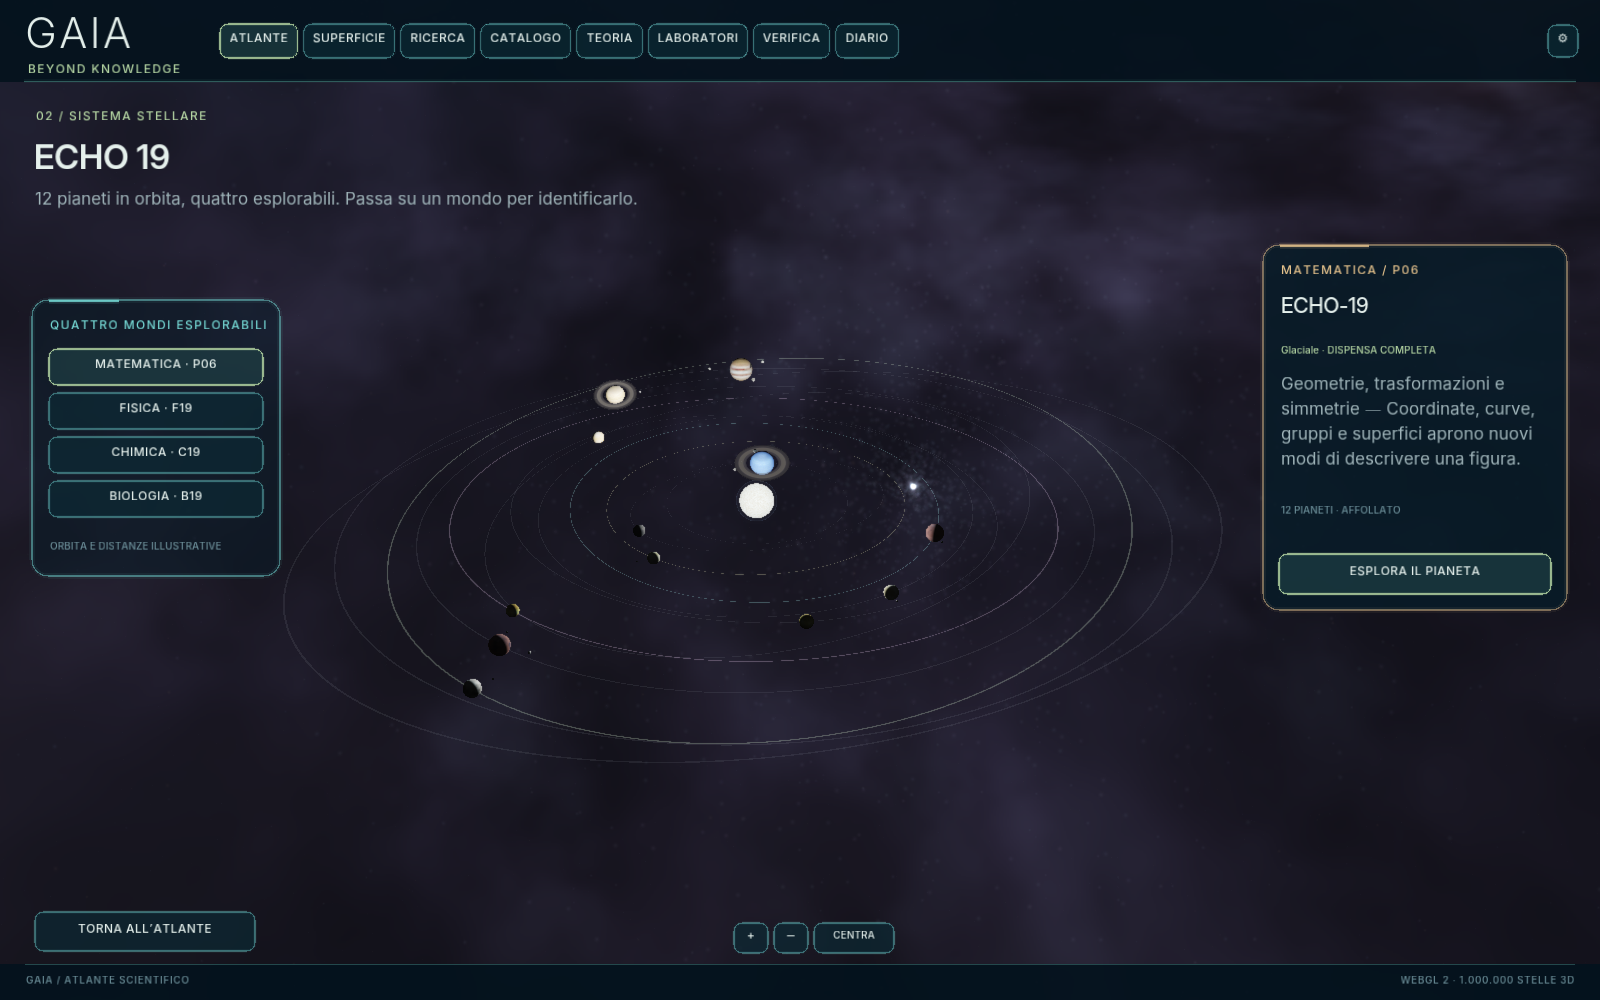 GAIA
BEYOND KNOWLEDGE
ATLANTE
SUPERFICIE
RICERCA
CATALOGO
TEORIA
LABORATORI
VERIFICA
DIARIO
02 / SISTEMA STELLARE
ECHO 19
12 pianeti in orbita, quattro esplorabili. Passa su un mondo per identificarlo.
QUATTRO MONDI ESPLORABILI
MATEMATICA · P06
FISICA · F19
CHIMICA · C19
BIOLOGIA · B19
ORBITA E DISTANZE ILLUSTRATIVE
MATEMATICA / P06
ECHO-19
Glaciale · DISPENSA COMPLETA
Geometrie, trasformazioni e
simmetrie — Coordinate, curve,
gruppi e superfici aprono nuovi
modi di descrivere una figura.
12 PIANETI · AFFOLLATO
ESPLORA IL PIANETA
TORNA ALL’ATLANTE
+
—
CENTRA
GAIA / ATLANTE SCIENTIFICO
WEBGL 2 · 1.000.000 STELLE 3D